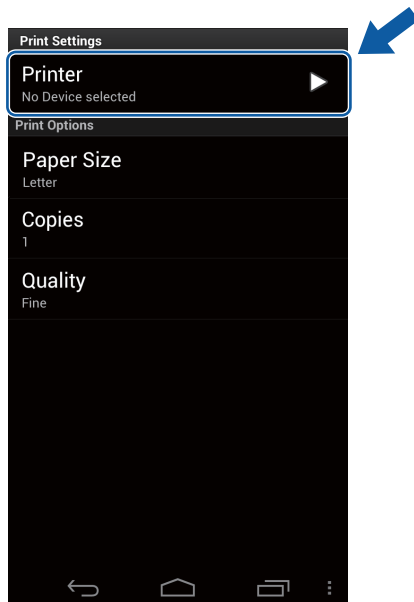 Print Settings
Printer
No Device selected
Print Options
Paper Size
Letter
Copies
1
Quality
Fine